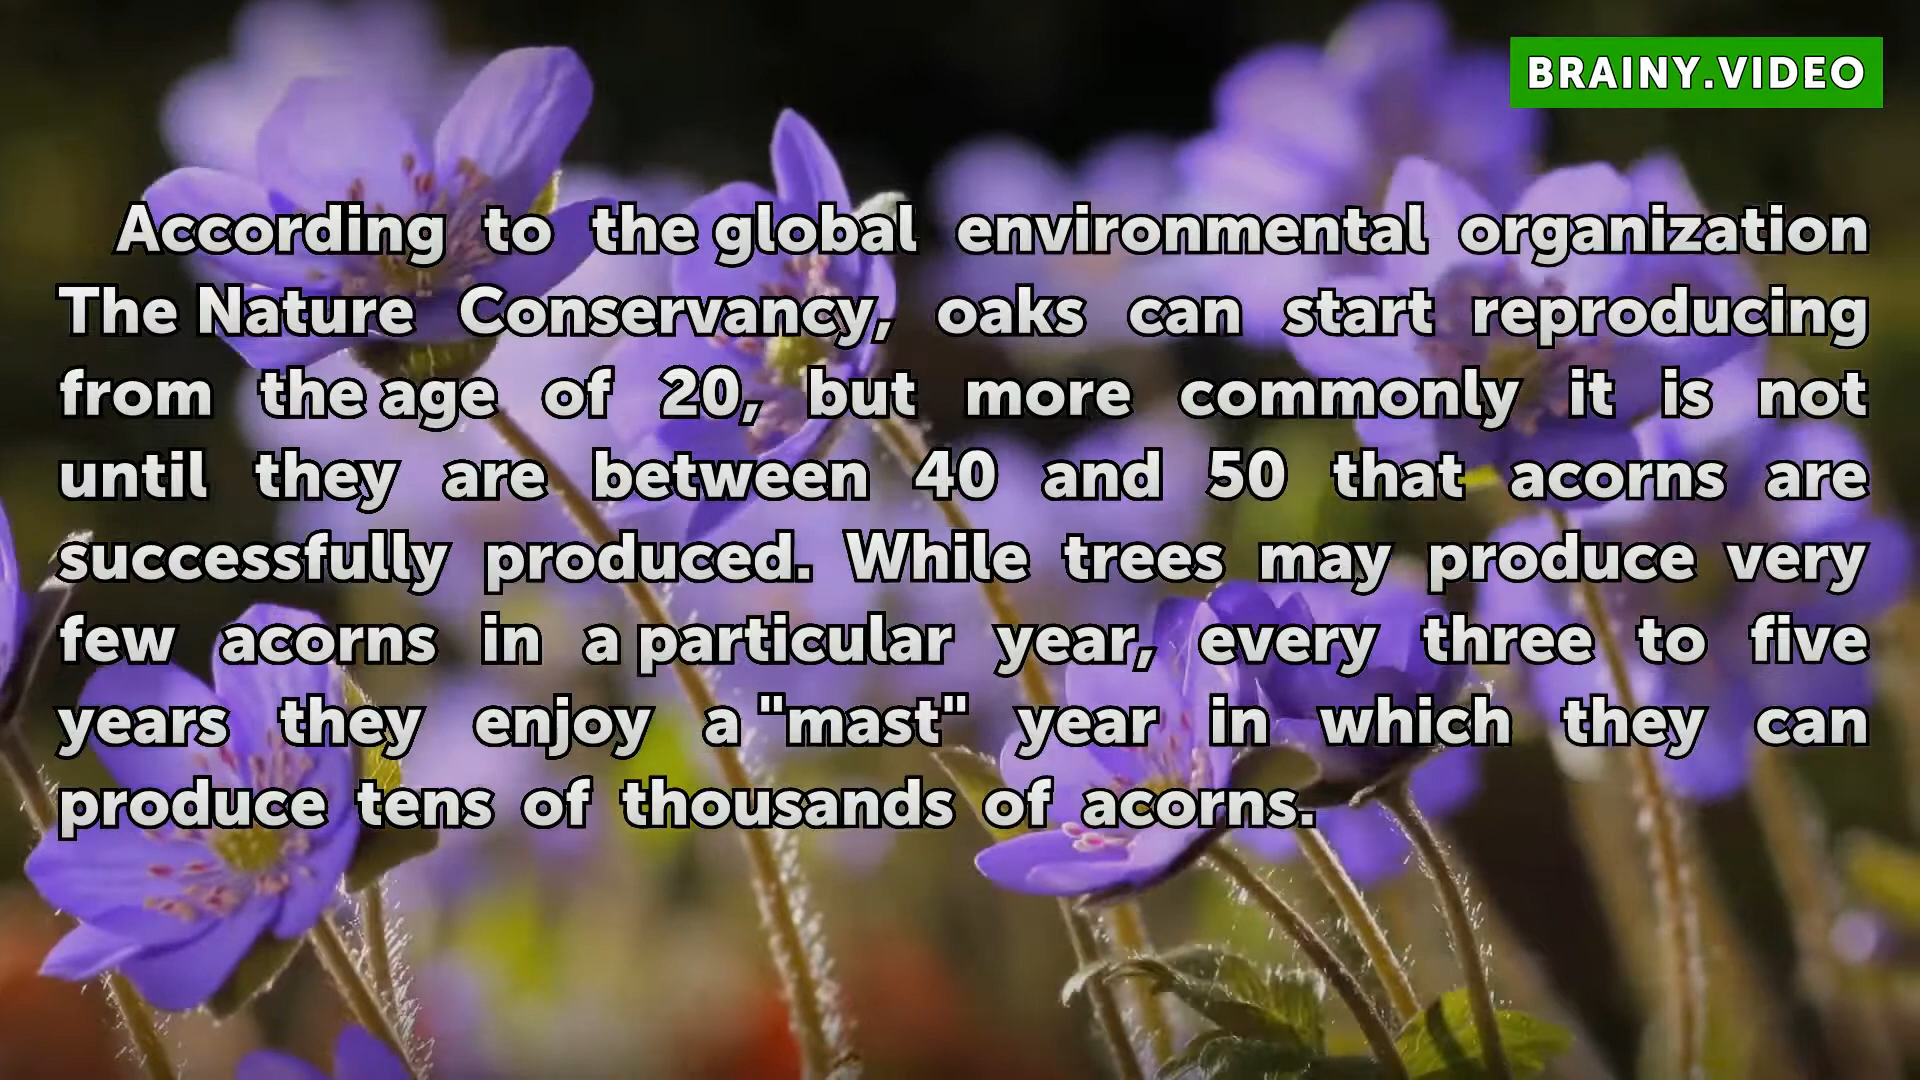 BRAINY.VIDEO
According to the global environmental organization
The Nature Conservancy, oaks can start reproducing
from the age of 20, but more commonly it is not
until they are between 40 and 50 that acorns are
successfully produced. While trees may produce very
few acorns in a particular year, every three to five
years they enjoy a "mast" year in which they can
produce tens of thousands of acorns.